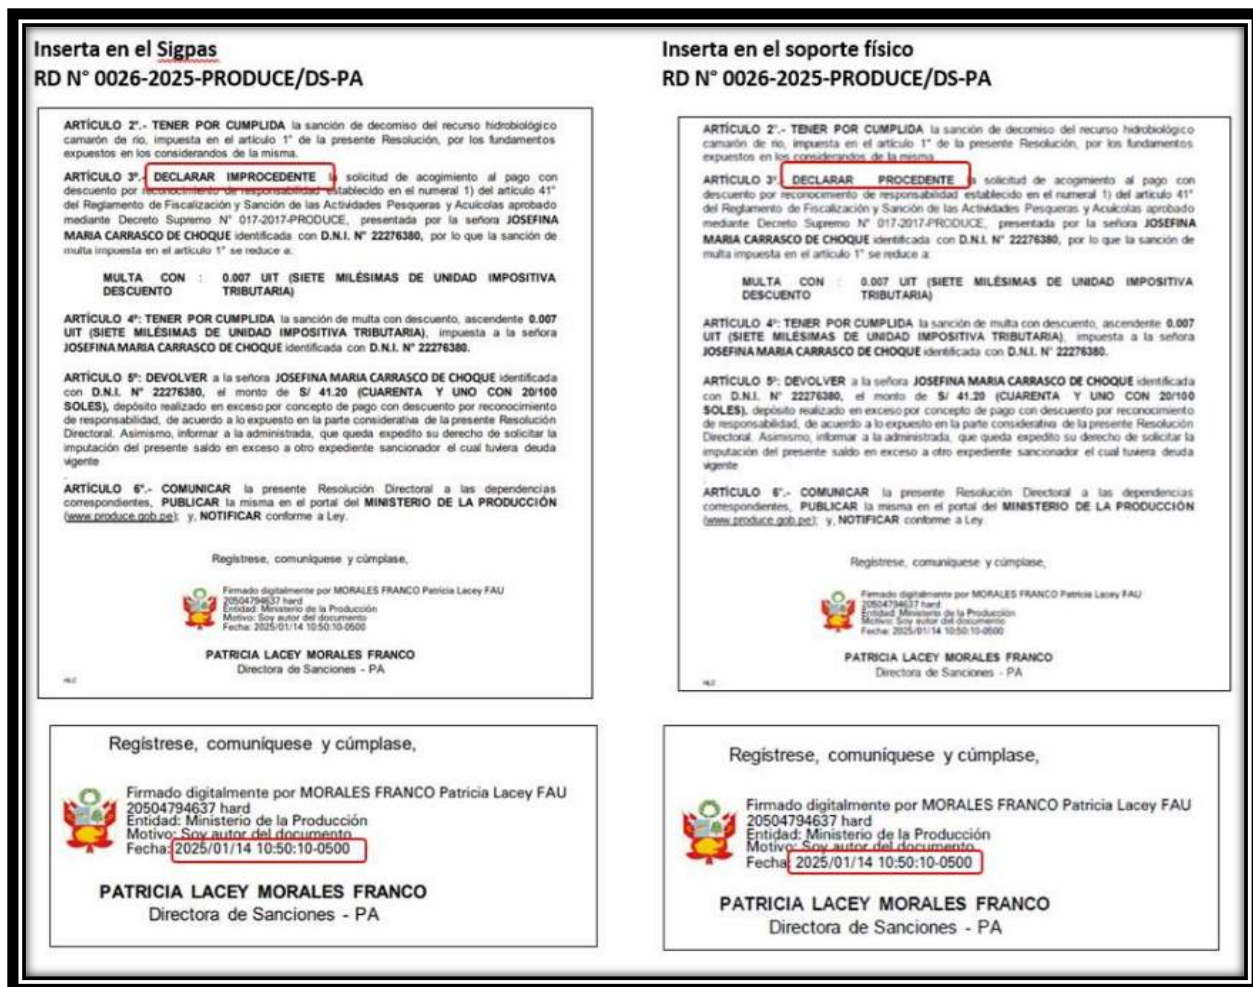 Inserta en el Sigpas
RD N° 0026-2025-PRODUCE/DS-PA
ARTÍCULO 2°.- TENER POR CUMPLIDA la sanción de decomiso del recurso hidrobiológico
camarón de rio, impuesta en el artículo 1° de la presente Resolución, por los fundamentos
expuestos en los considerandos de la misma.
ARTÍCULO 3°.- DECLARAR IMPROCEDENTE la solicitud de acogimiento al pago con
descuento por reconocimiento de responsabilidad establecido en el numeral 1) del artículo 41°
del Reglamento de Fiscalización y Sanción de las Actividades Pesqueras y Acuícolas aprobado
mediante Decreto Supremo N° 017-2017-PRODUCE, presentada por la señora JOSEFINA
MARIA CARRASCO DE CHOQUE identificada con D.N.I. N° 22276380, por lo que la sanción de
multa impuesta en el artículo 1° se reduce a:
MULTA CON : 0.007 UIT (SIETE MILÉSIMAS DE UNIDAD IMPOSITIVA
DESCUENTO TRIBUTARIA)
ARTÍCULO 4°: TENER POR CUMPLIDA la sanción de multa con descuento, ascendente 0.007
UIT (SIETE MILÉSIMAS DE UNIDAD IMPOSITIVA TRIBUTARIA), impuesta a la señora
JOSEFINA MARIA CARRASCO DE CHOQUE identificada con D.N.I. N° 22276380.
ARTÍCULO 5°: DEVOLVER a la señora JOSEFINA MARIA CARRASCO DE CHOQUE identificada
con D.N.I. N° 22276380, el monto de S/ 41.20 (CUARENTA Y UNO CON 20/100
SOLES), depósito realizado en exceso por concepto de pago con descuento por reconocimiento
de responsabilidad, de acuerdo a lo expuesto en la parte considerativa de la presente Resolución
Directoral. Asimismo, informar a la administrada, que queda expedito su derecho de solicitar la
imputación del presente saldo en exceso a otro expediente sancionador el cual tuviera deuda
vigente
.
ARTÍCULO 6°.- COMUNICAR la presente Resolución Directoral a las dependencias
correspondientes, PUBLICAR la misma en el portal del MINISTERIO DE LA PRODUCCIÓN
(www.produce.gob.pe); y, NOTIFICAR conforme a Ley.
Regístrese, comuníquese y cúmplase,
Firmado digitalmente por MORALES FRANCO Patricia Lacey FAU
20504794637 hard
Entidad: Ministerio de la Producción
Motivo: Soy autor del documento
Fecha: 2025/01/14 10:50:10-0500
PATRICIA LACEY MORALES FRANCO
Directora de Sanciones - PA
Regístrese, comuníquese y cúmplase,
Firmado digitalmente por MORALES FRANCO Patricia Lacey FAU
20504794637 hard
Entidad: Ministerio de la Producción
Motivo: Soy autor del documento
Fecha: 2025/01/14 10:50:10-0500
PATRICIA LACEY MORALES FRANCO
Directora de Sanciones - PA
Inserta en el soporte físico
RD N° 0026-2025-PRODUCE/DS-PA
ARTÍCULO 2°.- TENER POR CUMPLIDA la sanción de decomiso del recurso hidrobiológico
camarón de rio, impuesta en el artículo 1° de la presente Resolución, por los fundamentos
expuestos en los considerandos de la misma.
ARTÍCULO 3°.- DECLARAR PROCEDENTE la solicitud de acogimiento al pago con
descuento por reconocimiento de responsabilidad establecido en el numeral 1) del artículo 41°
del Reglamento de Fiscalización y Sanción de las Actividades Pesqueras y Acuícolas aprobado
mediante Decreto Supremo N° 017-2017-PRODUCE, presentada por la señora JOSEFINA
MARIA CARRASCO DE CHOQUE identificada con D.N.I. N° 22276380, por lo que la sanción de
multa impuesta en el artículo 1° se reduce a:
MULTA CON : 0.007 UIT (SIETE MILÉSIMAS DE UNIDAD IMPOSITIVA
DESCUENTO TRIBUTARIA)
ARTÍCULO 4°: TENER POR CUMPLIDA la sanción de multa con descuento, ascendente 0.007
UIT (SIETE MILÉSIMAS DE UNIDAD IMPOSITIVA TRIBUTARIA), impuesta a la señora
JOSEFINA MARIA CARRASCO DE CHOQUE identificada con D.N.I. N° 22276380.
ARTÍCULO 5°: DEVOLVER a la señora JOSEFINA MARIA CARRASCO DE CHOQUE identificada
con D.N.I. N° 22276380, el monto de S/ 41.20 (CUARENTA Y UNO CON 20/100
SOLES), depósito realizado en exceso por concepto de pago con descuento por reconocimiento
de responsabilidad, de acuerdo a lo expuesto en la parte considerativa de la presente Resolución
Directoral. Asimismo, informar a la administrada, que queda expedito su derecho de solicitar la
imputación del presente saldo en exceso a otro expediente sancionador el cual tuviera deuda
vigente
.
ARTÍCULO 6°.- COMUNICAR la presente Resolución Directoral a las dependencias
correspondientes, PUBLICAR la misma en el portal del MINISTERIO DE LA PRODUCCIÓN
(www.produce.gob.pe); y, NOTIFICAR conforme a Ley.
Regístrese, comuníquese y cúmplase,
Firmado digitalmente por MORALES FRANCO Patricia Lacey FAU
20504794637 hard
Entidad: Ministerio de la Producción
Motivo: Soy autor del documento
Fecha: 2025/01/14 10:50:10-0500
PATRICIA LACEY MORALES FRANCO
Directora de Sanciones - PA
Regístrese, comuníquese y cúmplase,
Firmado digitalmente por MORALES FRANCO Patricia Lacey FAU
20504794637 hard
Entidad: Ministerio de la Producción
Motivo: Soy autor del documento
Fecha: 2025/01/14 10:50:10-0500
PATRICIA LACEY MORALES FRANCO
Directora de Sanciones - PA